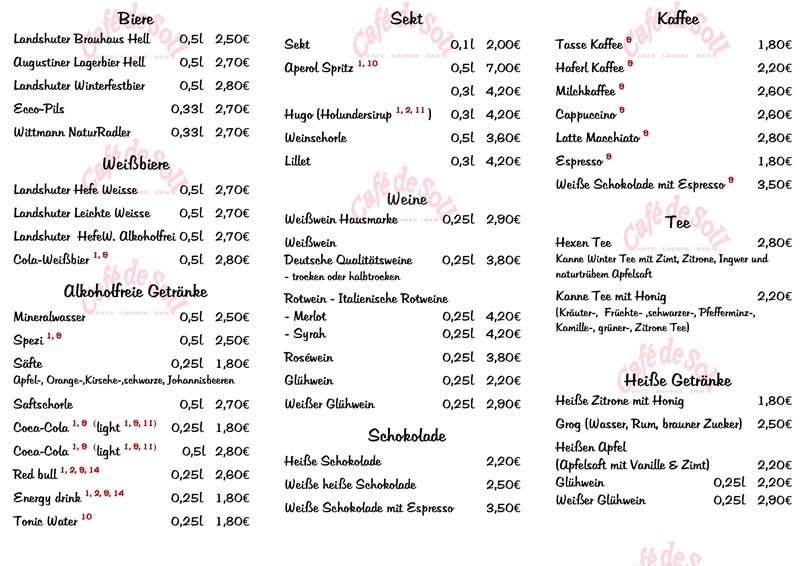 Biere
Landshuter Brauhaus Hell 0,5l 2,50€
Augustiner Lagerbier Hell 0,5l 2,70€
Landshuter Winterfestbier 0,5l 2,80€
Ecco-Pils 0,33l 2,70€
Wittmann NaturRadler 0,33l 2,70€
Weißbiere
Landshuter Hefe Weisse 0,5l 2,70€
Landshuter Leichte Weisse 0,5l 2,70€
Landshuter HefeW. Alkoholfrei 0,5l 2,70€
Cola-Weißbier 1, 9 0,5l 2,80€
Alkoholfreie Getränke
Mineralwasser 0,5l 2,50€
Spezi 1, 9 0,5l 2,50€
Säfte 0,25l 1,80€
Apfel-, Orange-,Kirsche-,schwarze, Johannisbeeren
Saftschorle 0,5l 2,70€
Coca-Cola 1, 9 (light 1, 9, 11) 0,25l 1,80€
Coca-Cola 1, 9 (light 1, 9, 11) 0,5l 2,80€
Red bull 1, 2, 9, 14 0,25l 2,60€
Energy drink 1, 2, 9, 14 0,25l 1,80€
Tonic Water 10 0,25l 1,80€
Sekt
Sekt 0,1l 2,00€
Aperol Spritz 1, 10 0,5l 7,00€
0,3l 4,20€
Hugo (Holundersirup 1, 2, 11 ) 0,3l 4,20€
Weinschorle 0,5l 3,60€
Lillet 0,3l 4,20€
Weine
Weißwein Hausmarke 0,25l 2,90€
Weißwein
Deutsche Qualitätsweine 0,25l 3,80€
- trocken oder halbtrocken
Rotwein - Italienische Rotweine
- Merlot 0,25l 4,20€
- Syrah 0,25l 4,20€
Roséwein 0,25l 3,80€
Glühwein 0,25l 2,20€
Weißer Glühwein 0,25l 2,90€
Schokolade
Heiße Schokolade 2,20€
Weiße heiße Schokolade 2,50€
Weiße Schokolade mit Espresso 3,50€
Kaffee
Tasse Kaffee 9 1,80€
Haferl Kaffee 9 2,20€
Milchkaffee 9 2,60€
Cappuccino 9 2,60€
Latte Macchiato 9 2,80€
Espresso 9 1,80€
Weiße Schokolade mit Espresso 9 3,50€
Tee
Hexen Tee 2,80€
Kanne Winter Tee mit Zimt, Zitrone, Ingwer und
naturtrübem Apfelsaft
Kanne Tee mit Honig 2,20€
(Kräuter-, Früchte- ,schwarzer-, Pfefferminz-,
Kamille-, grüner-, Zitrone Tee)
Heiße Getränke
Heiße Zitrone mit Honig 1,80€
Grog (Wasser, Rum, brauner Zucker) 2,50€
Heißen Apfel
(Apfelsaft mit Vanille & Zimt) 2,20€
Glühwein 0,25l 2,20€
Weißer Glühwein 0,25l 2,90€